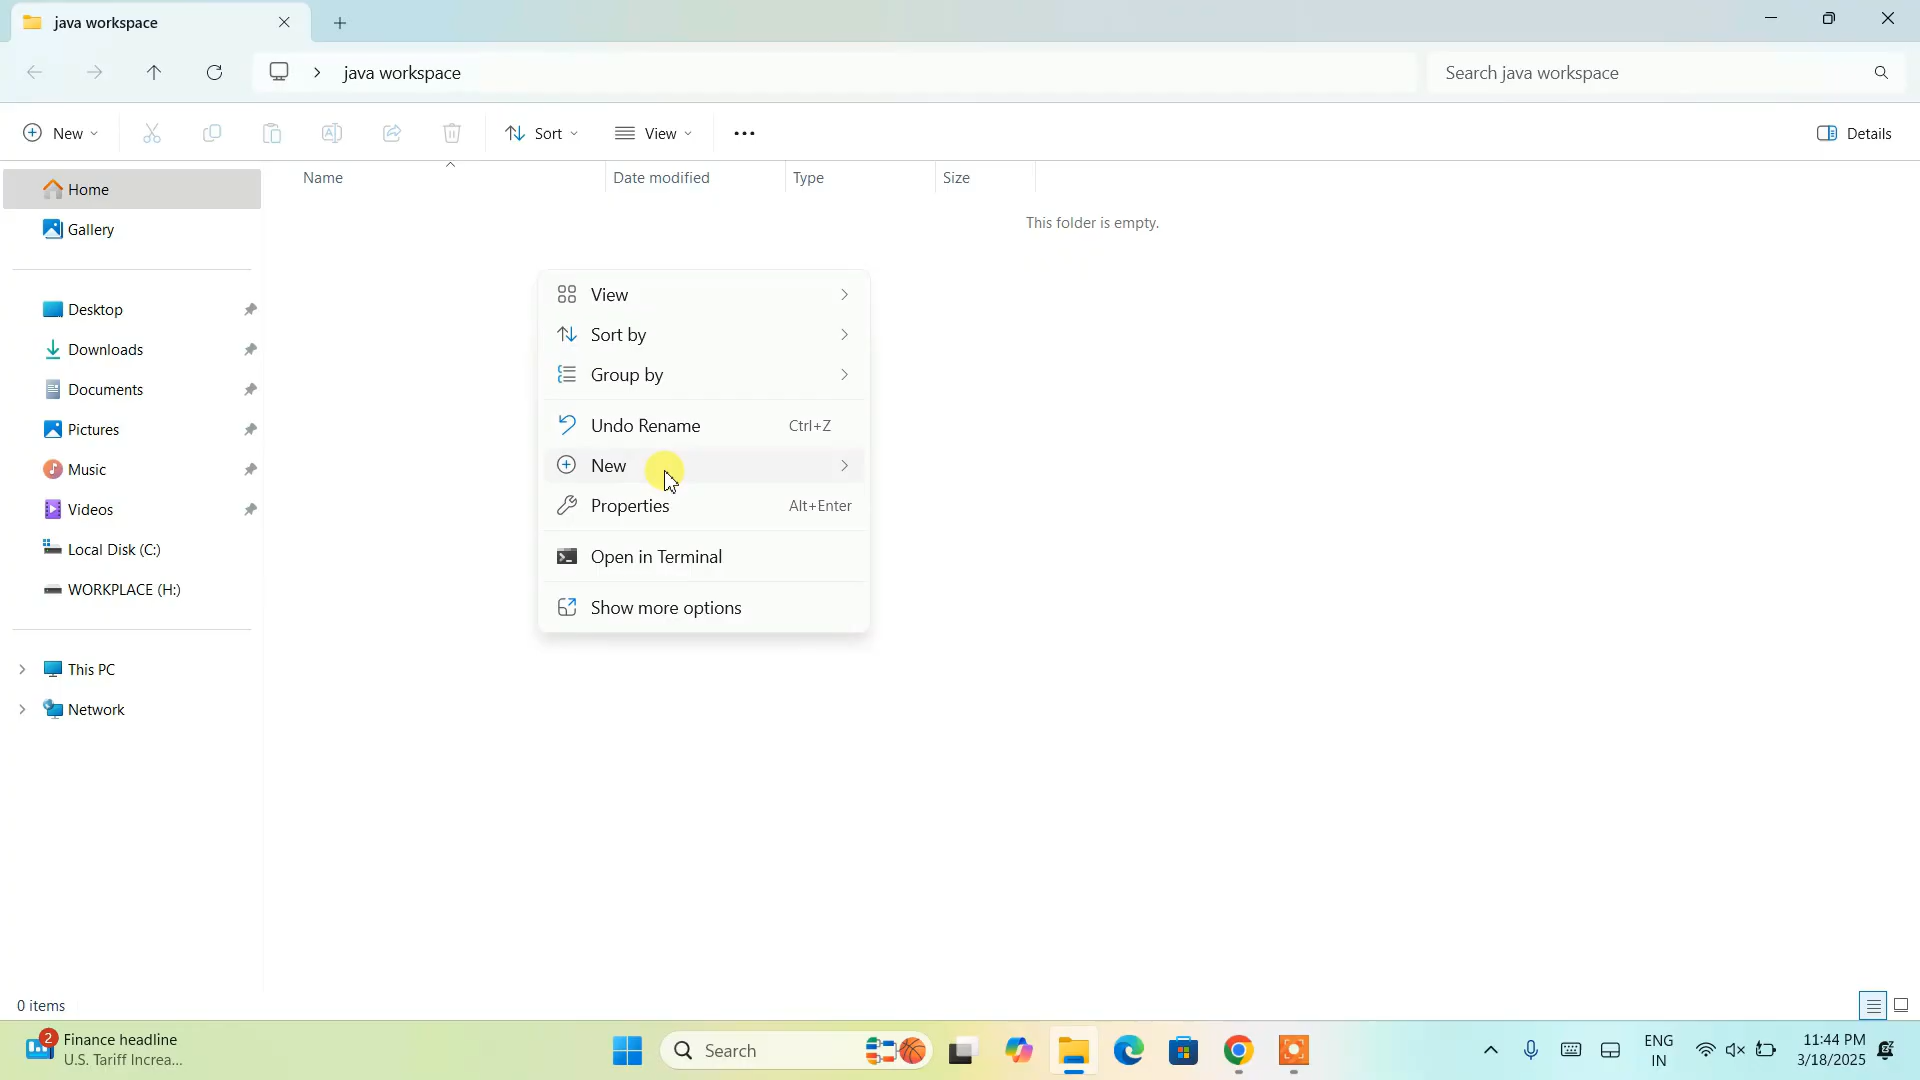 java workspace
java workspace
Search java workspace
New
Sort
View
Details
Name
Date modified
Type
Size
This folder is empty.
Home
Gallery
Desktop
Downloads
Documents
Pictures
Music
Videos
Local Disk (C:)
WORKPLACE (H:)
This PC
Network
View
Sort by
Group by
Undo Rename Ctrl+Z
New
Properties Alt+Enter
Open in Terminal
Show more options
0 items
2
Finance headline
U.S. Tariff Increa...
Search
ENG
IN
11:44 PM
3/18/2025